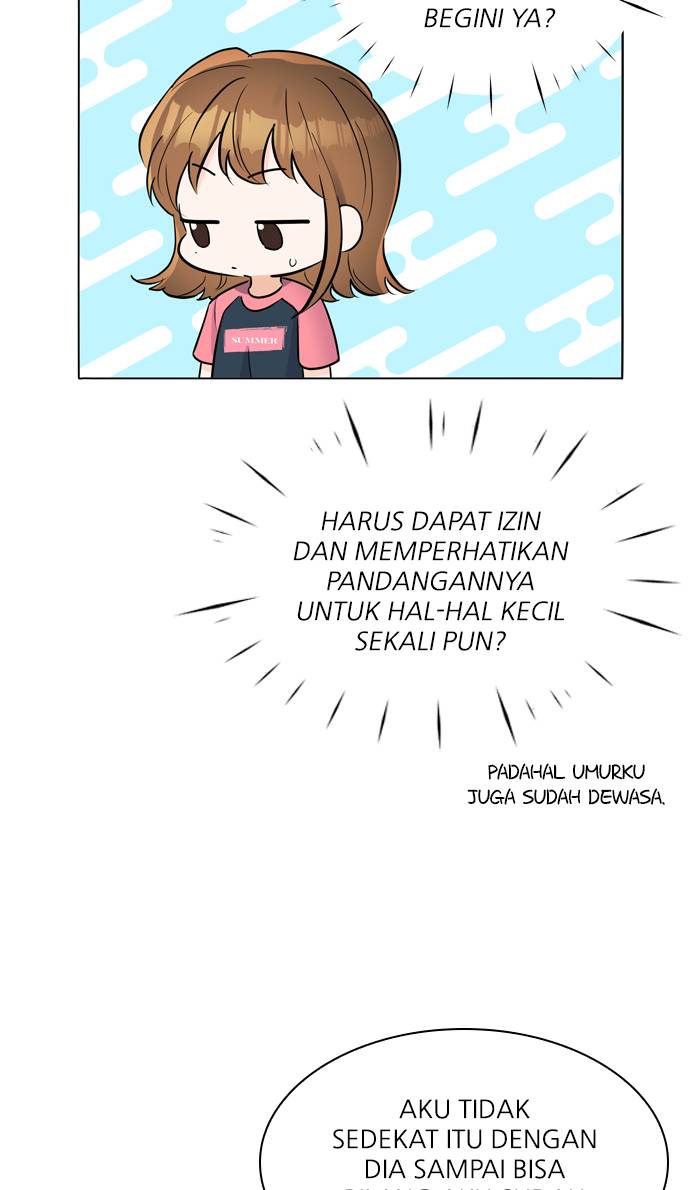 BEGINI YA?
SUMMER
HARUS DAPAT IZIN
DAN MEMPERHATIKAN
PANDANGANNYA
UNTUK HAL-HAL KECIL
SEKALI PUN?
PADAHAL UMURKU
JUGA SUDAH DEWASA.
AKU TIDAK
SEDEKAT ITU DENGAN
DIA SAMPAI BISA